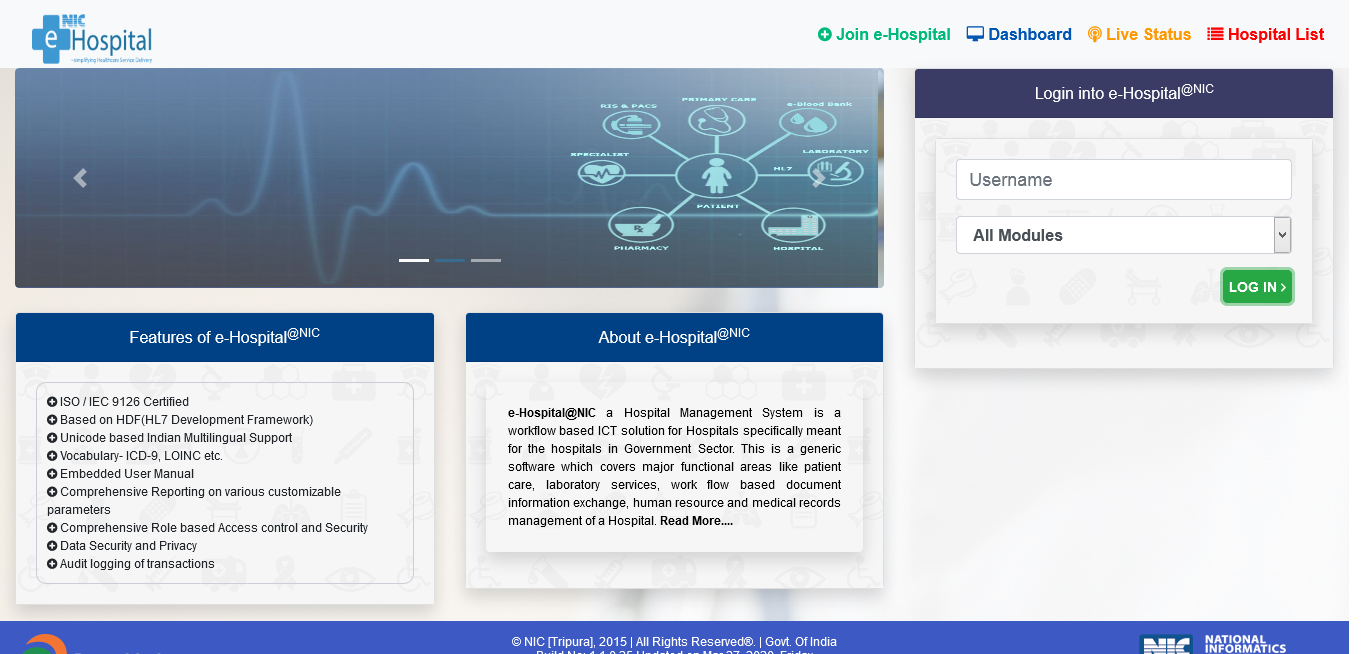 NIC
e Hospital
~simplifying Healthcare Service Delivery
Join e-Hospital Dashboard Live Status Hospital List
RIS & PACS
PRIMARY CARE
e-Blood Bank
SPECIALIST
HL7
LABORATORY
PATIENT
PHARMACY
HOSPITAL
Login into e-Hospital@NIC
Username
All Modules
LOG IN
Features of e-Hospital@NIC
ISO / IEC 9126 Certified
Based on HDF(HL7 Development Framework)
Unicode based Indian Multilingual Support
Vocabulary- ICD-9, LOINC etc.
Embedded User Manual
Comprehensive Reporting on various customizable
parameters
Comprehensive Role based Access control and Security
Data Security and Privacy
Audit logging of transactions
About e-Hospital@NIC
e-Hospital@NIC a Hospital Management System is a
workflow based ICT solution for Hospitals specifically meant
for the hospitals in Government Sector. This is a generic
software which covers major functional areas like patient
care, laboratory services, work flow based document
information exchange, human resource and medical records
management of a Hospital. Read More....
© NIC [Tripura], 2015 | All Rights Reserved®. | Govt. Of India
NIC
NATIONAL
INFORMATICS